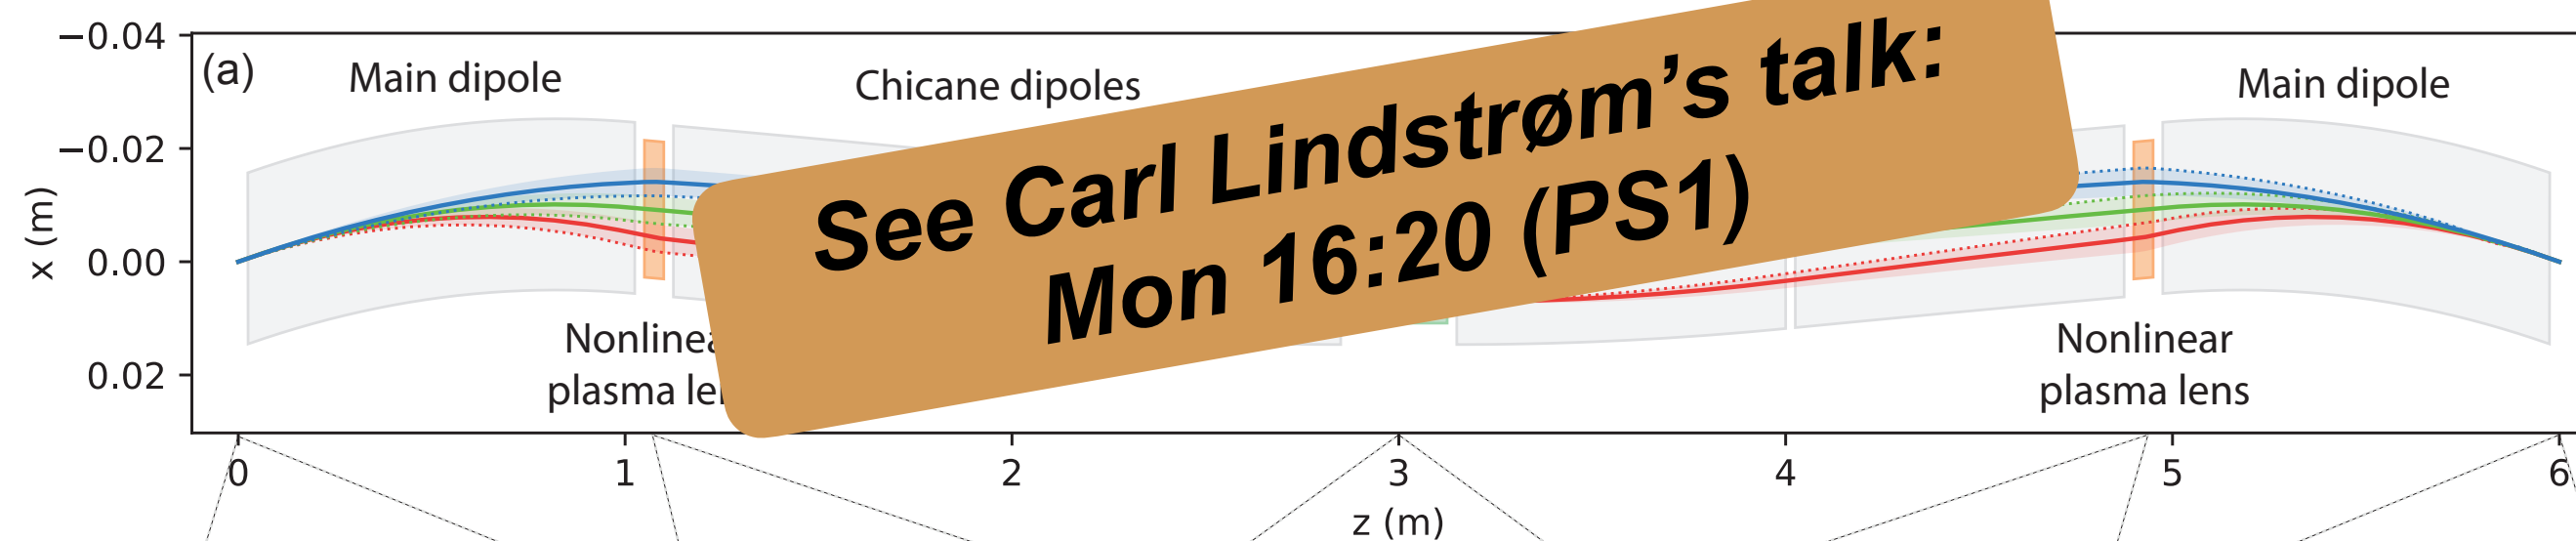 −0.04
(a)
Main dipole
Chicane dipoles
See Carl Lindstrøm’s talk:
Mon 16:20 (PS1)
Main dipole
−0.02
x (m)
0.00
0.02
Nonlinear
plasma lens
0
1
2
3
4
5
6
z (m)